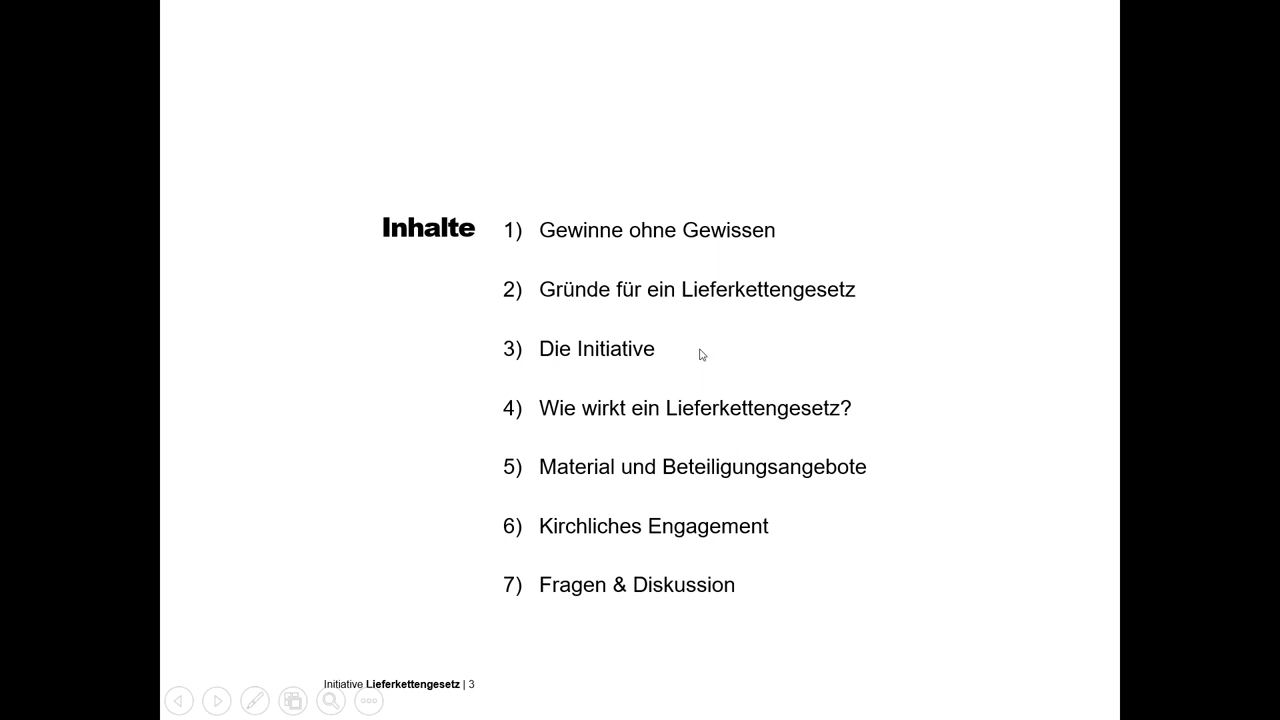 Inhalte
1) Gewinne ohne Gewissen
2) Gründe für ein Lieferkettengesetz
3) Die Initiative
4) Wie wirkt ein Lieferkettengesetz?
5) Material und Beteiligungsangebote
6) Kirchliches Engagement
7) Fragen & Diskussion
Initiative Lieferkettengesetz | 3